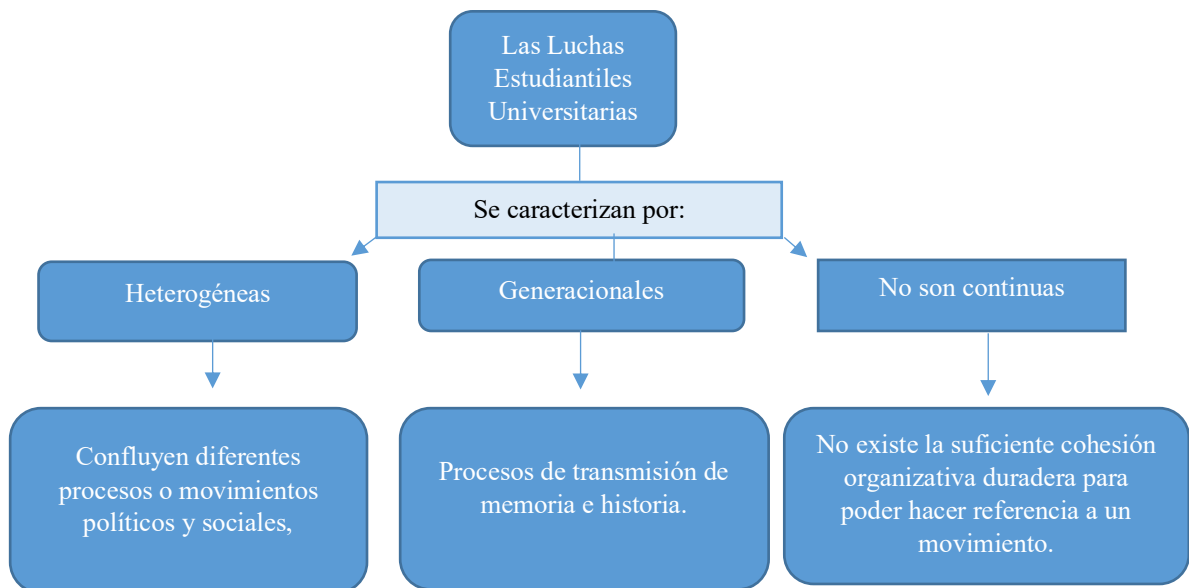 Las Luchas
Estudiantiles
Universitarias
Se caracterizan por:
Heterogéneas
Generacionales
No son continuas
Confluyen diferentes
procesos o movimientos
políticos y sociales,
Procesos de transmisión de
memoria e historia.
No existe la suficiente cohesión
organizativa duradera para
poder hacer referencia a un
movimiento.